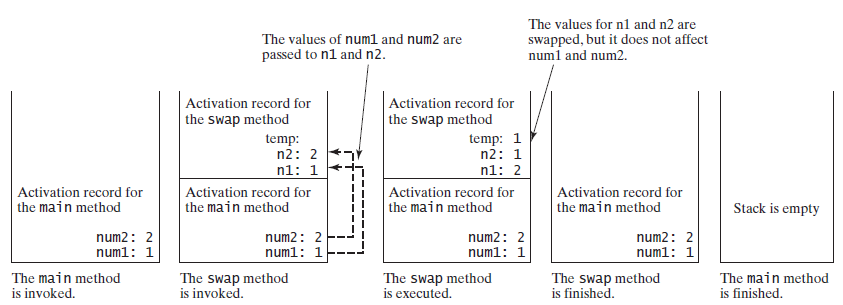 The values of num1 and num2 are
passed to n1 and n2.
The values for n1 and n2 are
swapped, but it does not affect
num1 and num2.
Activation record for
the main method
num2: 2
num1: 1
The main method
is invoked.
Activation record for
the swap method
temp:
n2: 2
n1: 1
Activation record for
the main method
num2: 2
num1: 1
The swap method
is invoked.
Activation record for
the swap method
temp: 1
n2: 1
n1: 2
Activation record for
the main method
num2: 2
num1: 1
The swap method
is executed.
Activation record for
the main method
num2: 2
num1: 1
The swap method
is finished.
Stack is empty
The main method
is finished.